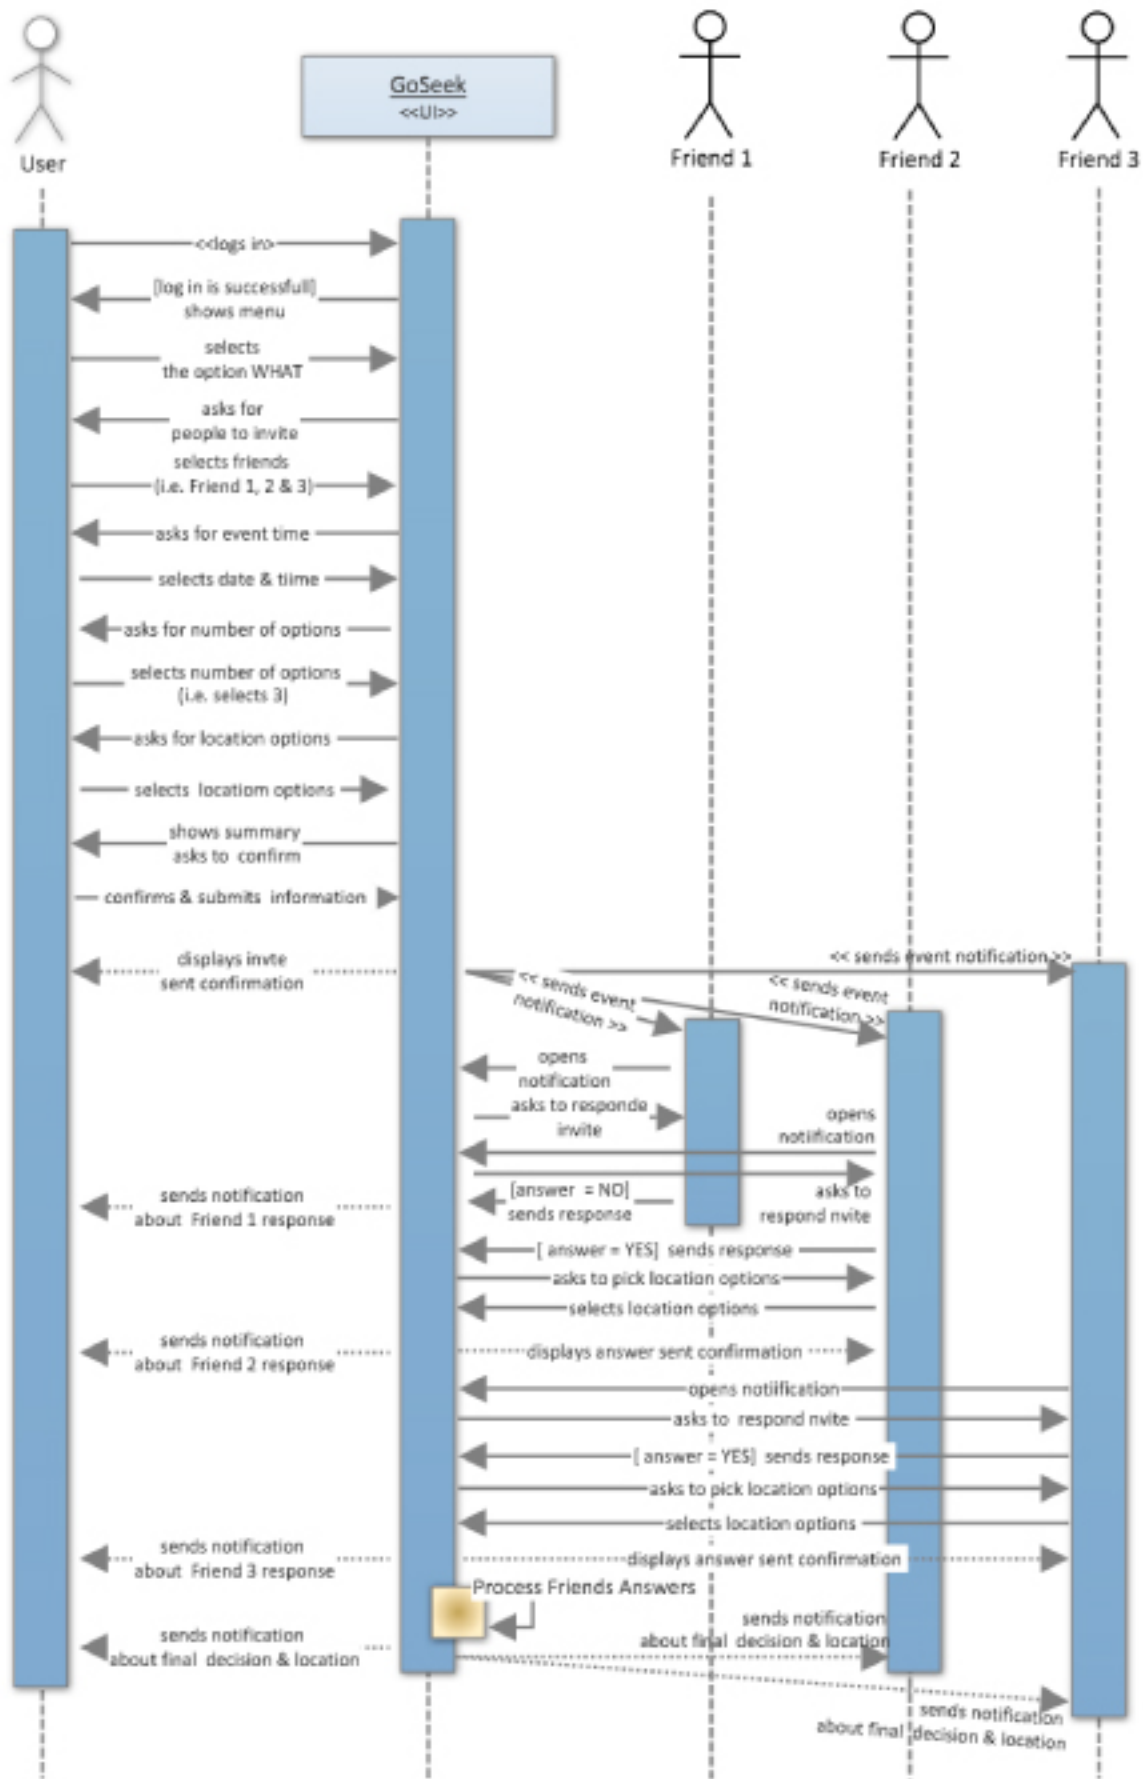 User
GoSeek
<<UI>>
Friend 1
Friend 2
Friend 3
<<logs in>
[log in is successfull]
shows menu
selects
the option WHAT
asks for
people to invite
selects friends
(i.e. Friend 1, 2 & 3)
asks for event time
selects date & tiime
asks for number of options
selects number of options
(i.e. selects 3)
asks for location options
selects locatiom options
shows summary
asks to confirm
confirms & submits information
displays invte
sent confirmation
<< sends event notification >>
<< sends event
notification >>
<< sends event
notification >>
opens
notification
asks to responde
invite
opens
notiification
[answer = NO]
sends response
asks to
respond nvite
sends notification
about Friend 1 response
[ answer = YES] sends response
asks to pick location options
selects location options
sends notification
about Friend 2 response
displays answer sent confirmation
opens notiification
asks to respond nvite
[ answer = YES] sends response
asks to pick location options
selects location options
sends notification
about Friend 3 response
displays answer sent confirmation
Process Friends Answers
sends notification
about final decision & location
sends notification
about final decision & location
sends notification
about final decision & location